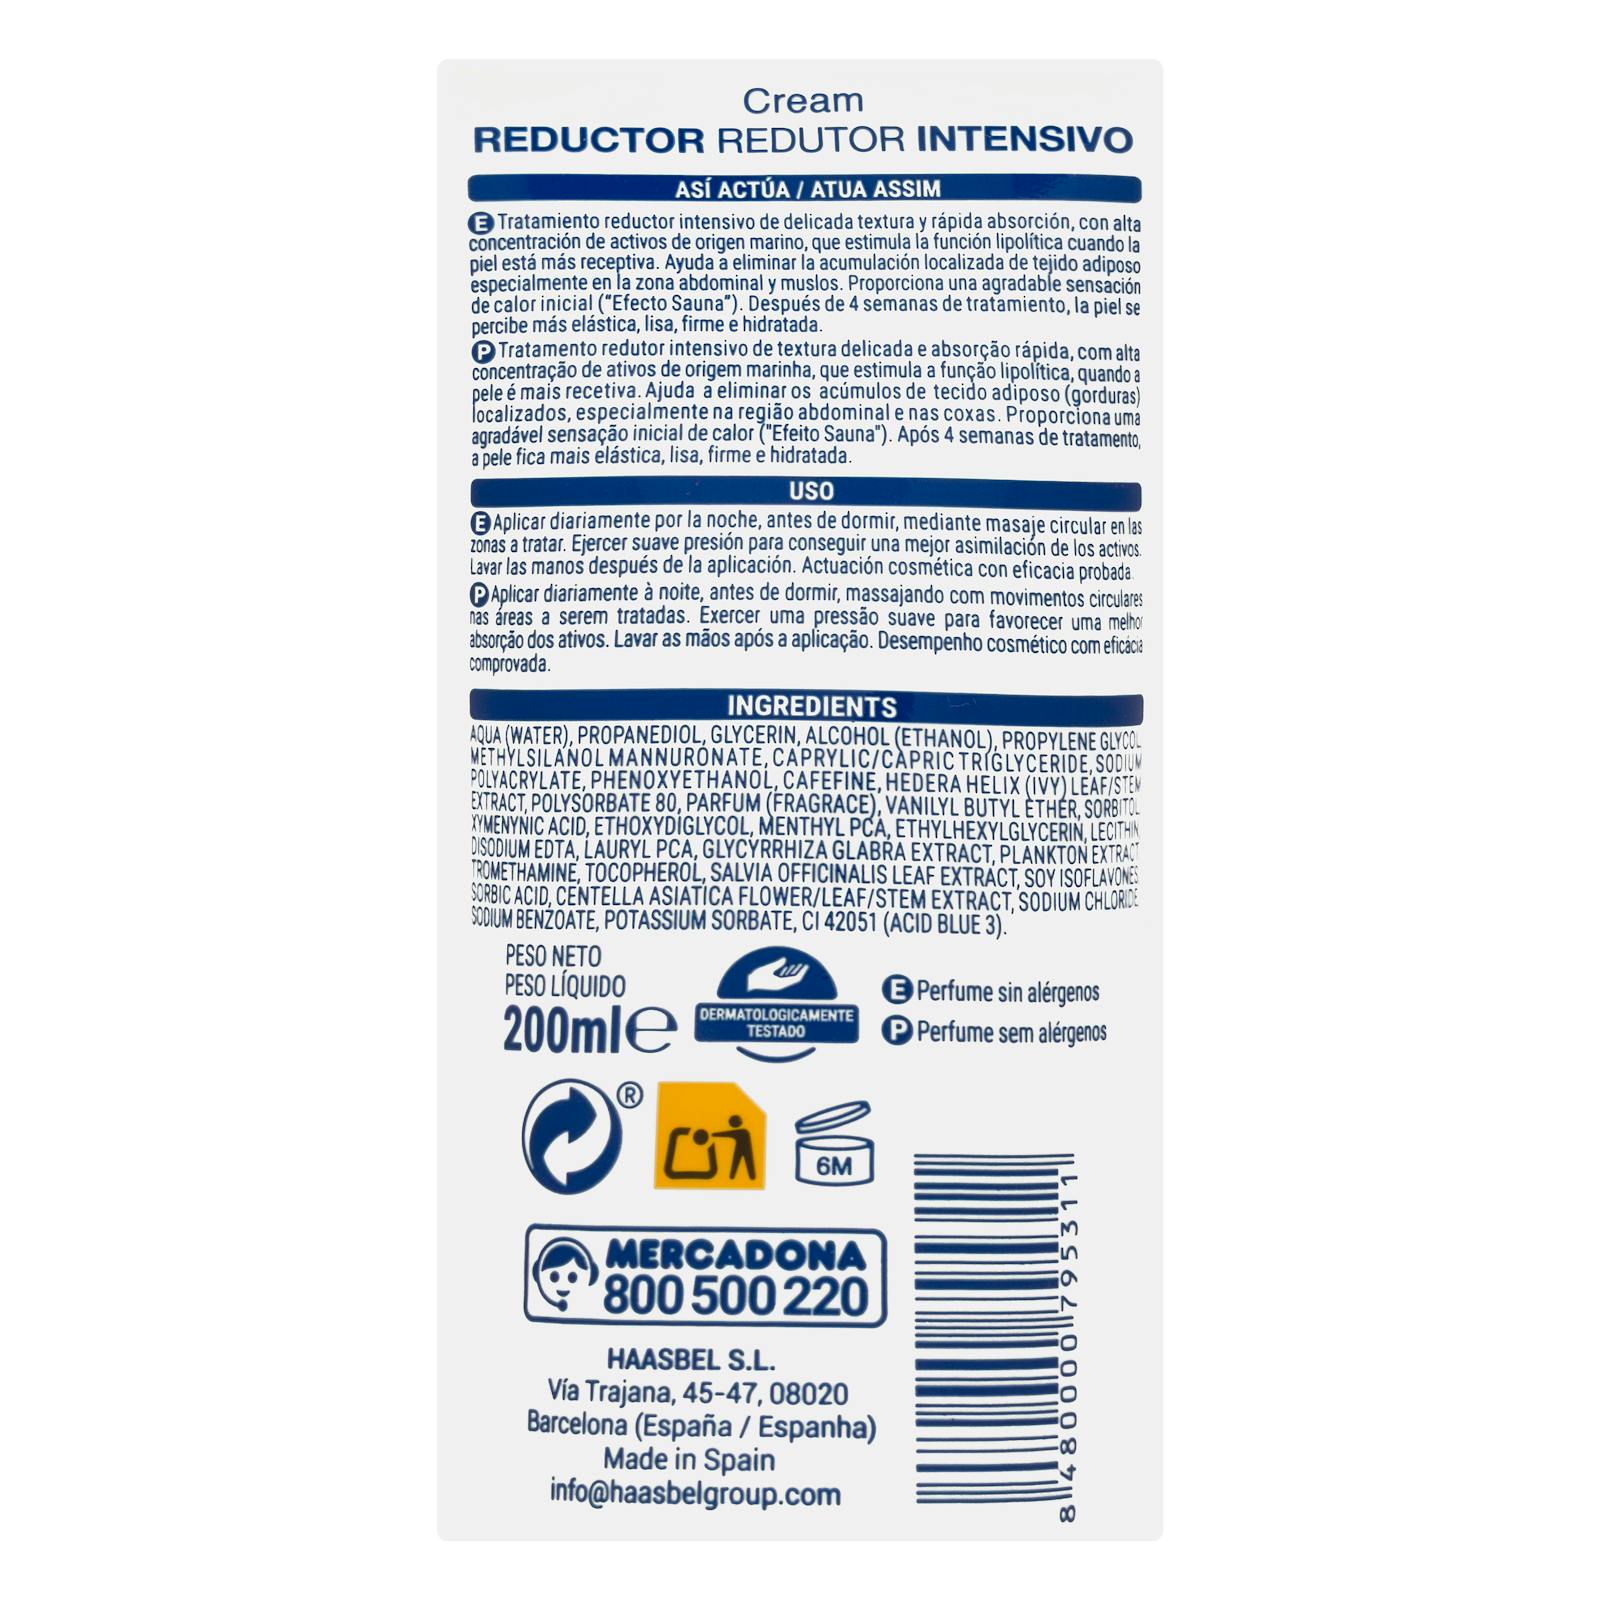 Cream
REDUCTOR REDUTOR INTENSIVO
ASÍ ACTÚA / ATUA ASSIM
E Tratamiento reductor intensivo de delicada textura y rápida absorción, con alta
concentración de activos de origen marino, que estimula la función lipolítica cuando la
piel está más receptiva. Ayuda a eliminar la acumulación localizada de tejido adiposo
especialmente en la zona abdominal y muslos. Proporciona una agradable sensación
de calor inicial ("Efecto Sauna"). Después de 4 semanas de tratamiento, la piel se
percibe más elástica, lisa, firme e hidratada.
P Tratamento redutor intensivo de textura delicada e absorção rápida, com alta
concentração de ativos de origem marinha, que estimula a função lipolítica, quando a
pele é mais recetiva. Ajuda a eliminar os acúmulos de tecido adiposo (gorduras)
localizados, especialmente na região abdominal e nas coxas. Proporciona uma
agradável sensação inicial de calor ("Efeito Sauna"). Após 4 semanas de tratamento,
a pele fica mais elástica, lisa, firme e hidratada.
USO
E Aplicar diariamente por la noche, antes de dormir, mediante masaje circular en las
zonas a tratar. Ejercer suave presión para conseguir una mejor asimilación de los activos.
Lavar las manos después de la aplicación. Actuación cosmética con eficacia probada.
P Aplicar diariamente à noite, antes de dormir, massajando com movimentos circulares
nas áreas a serem tratadas. Exercer uma pressão suave para favorecer uma melhor
absorção dos ativos. Lavar as mãos após a aplicação. Desempenho cosmético com eficácia
comprovada.
INGREDIENTS
AQUA (WATER), PROPANEDIOL, GLYCERIN, ALCOHOL (ETHANOL), PROPYLENE GLYCOL,
METHYLSILANOL MANNURONATE, CAPRYLIC/CAPRIC TRIGLYCERIDE, SODIUM
POLYACRYLATE, PHENOXYETHANOL, CAFEFINE, HEDERA HELIX (IVY) LEAF/STEM
EXTRACT, POLYSORBATE 80, PARFUM (FRAGRACE), VANILYL BUTYL ETHER, SORBITOL,
XYMENYNIC ACID, ETHOXYDIGLYCOL, MENTHYL PCA, ETHYLHEXYLGLYCERIN, LECITHIN,
DISODIUM EDTA, LAURYL PCA, GLYCYRRHIZA GLABRA EXTRACT, PLANKTON EXTRACT,
TROMETHAMINE, TOCOPHEROL, SALVIA OFFICINALIS LEAF EXTRACT, SOY ISOFLAVONES,
SORBIC ACID, CENTELLA ASIATICA FLOWER/LEAF/STEM EXTRACT, SODIUM CHLORIDE,
SODIUM BENZOATE, POTASSIUM SORBATE, CI 42051 (ACID BLUE 3).
PESO NETO
PESO LÍQUIDO
200ml e
DERMATOLOGICAMENTE
TESTADO
E Perfume sin alérgenos
P Perfume sem alérgenos
®
6M
MERCADONA
800 500 220
HAASBEL S.L.
Vía Trajana, 45-47, 08020
Barcelona (España / Espanha)
Made in Spain
info@haasbelgroup.com
8 480000 795311